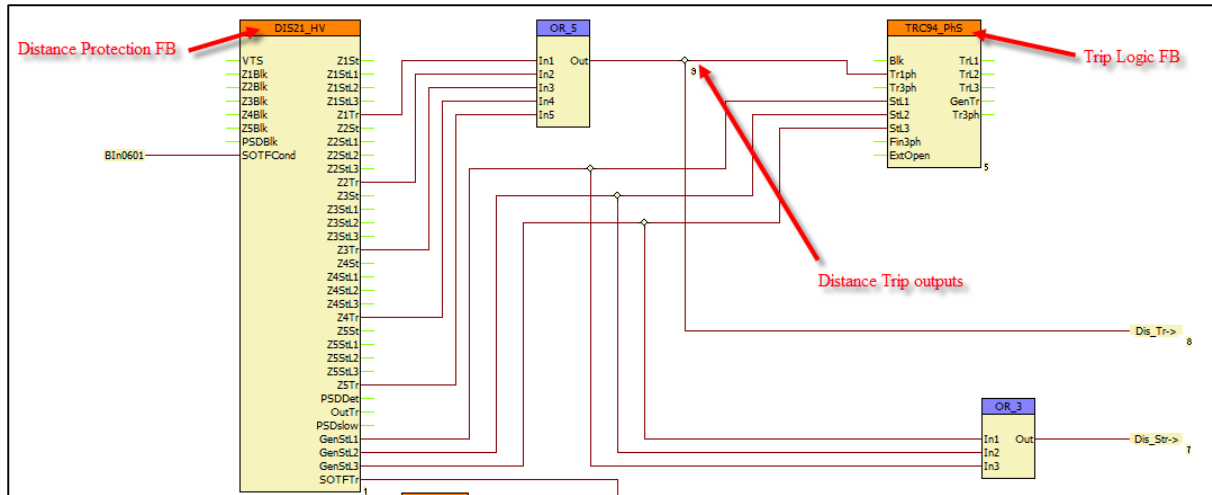 DIS21_HV
OR_5
TRC94_PhS
Distance Protection FB
Trip Logic FB
VTS
Z1Blk
Z2Blk
Z3Blk
Z4Blk
Z5Blk
PSDBlk
SOTFCond
BIn0601
Z1St
Z1StL1
Z1StL2
Z1StL3
Z1Tr
Z2St
Z2StL1
Z2StL2
Z2StL3
Z2Tr
Z3St
Z3StL1
Z3StL2
Z3StL3
Z3Tr
Z4St
Z4StL1
Z4StL2
Z4StL3
Z4Tr
Z5St
Z5StL1
Z5StL2
Z5StL3
Z5Tr
PSDDet
OutTr
PSDslow
GenStL1
GenStL2
GenStL3
SOTFTr
1
In1 Out
In2
In3
In4
In5
9
Blk TrL1
Tr1ph TrL2
Tr3ph TrL3
StL1 GenTr
StL2 Tr3ph
StL3
Fin3ph
ExtOpen
5
Distance Trip outputs
Dis_Tr->
8
OR_3
In1 Out
In2
In3
Dis_Str->
7